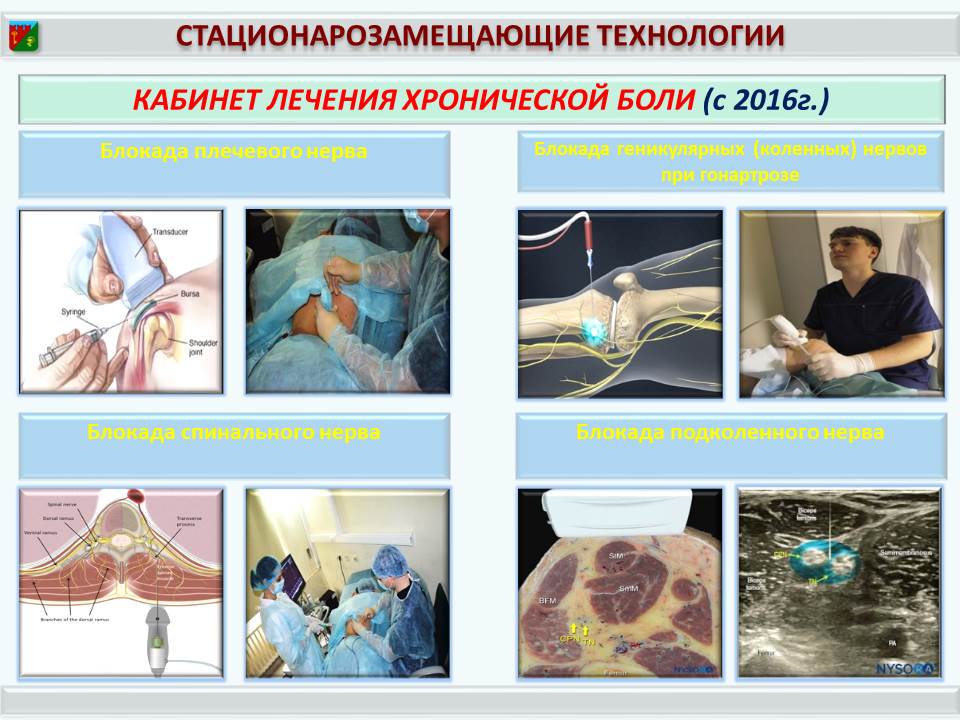 СТАЦИОНАРОЗАМЕЩАЮЩИЕ ТЕХНОЛОГИИ
КАБИНЕТ ЛЕЧЕНИЯ ХРОНИЧЕСКОЙ БОЛИ (с 2016г.)
Блокада плечевого нерва
Блокада геникулярных (коленных) нервов
при гонартрозе
Transducer
Bursa
Syringe
Shoulder
joint
Блокада спинального нерва
Блокада подколенного нерва
Spinal nerve
Dorsal ramus
Ventral ramus
Transverse
process
Branches of the dorsal ramus
StM
SmM
BFM
CPN
TN
PA
Femur
NYSORA
Biceps
femoris
CPN
TN
Semimembranosus
Biceps
femoris
PA
Femur
NYSORA